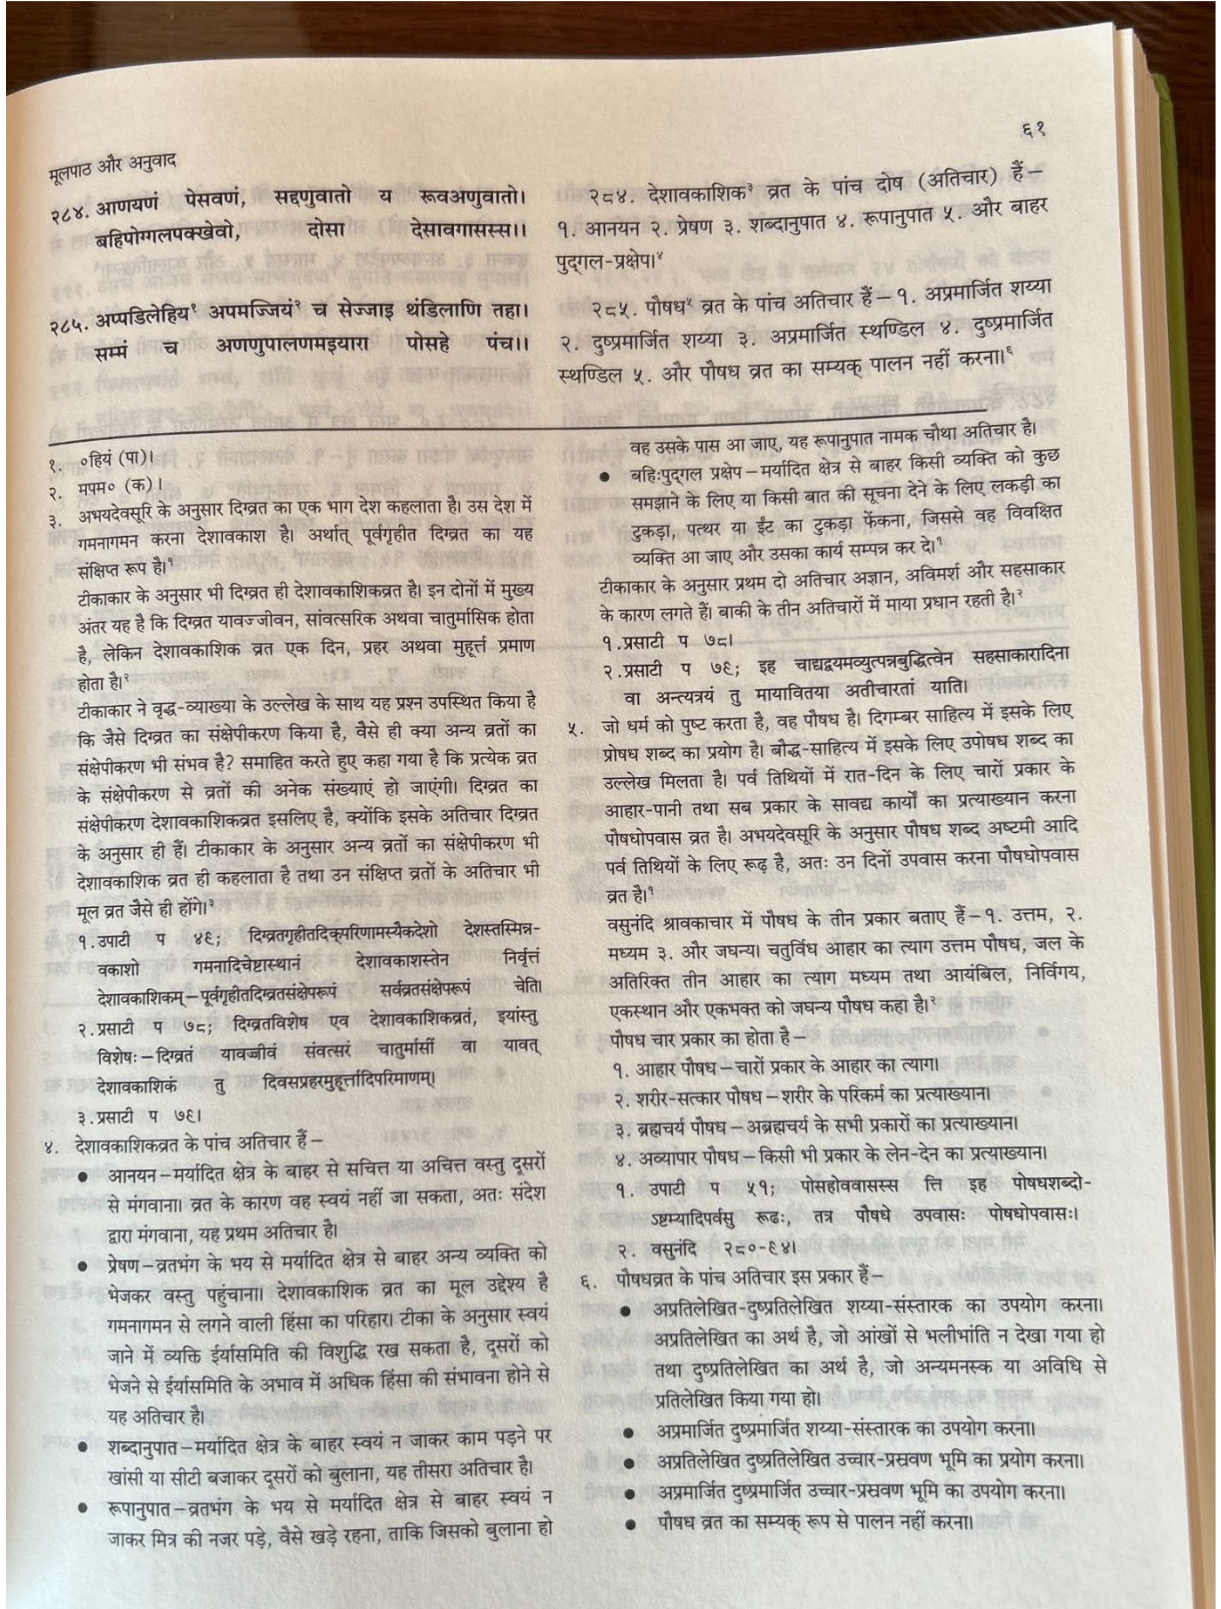 ६१
मूलपाठ और अनुवाद
२८४. आणयणं पेसवणं, सद्दणुवातो य रूवअणुवातो।
बहिपोग्गलपक्खेवो, दोसा देसावगासस्स।।
२८५. अप्पडिलेहिय१ अपमज्जियं२ च सेज्जाइ थंडिलाणि तहा।
सम्मं च अणणुपालणमइयारा पोसहे पंच।।
२८४. देशावकाशिक३ व्रत के पांच दोष (अतिचार) हैं—
१. आनयन २. प्रेषण ३. शब्दानुपात ४. रूपानुपात ५. और बाहर
पुद्‌गल-प्रक्षेप।४
२८५. पौषध५ व्रत के पांच अतिचार हैं—१. अप्रमार्जित शय्या
२. दुष्प्रमार्जित शय्या ३. अप्रमार्जित स्थण्डिल ४. दुष्प्रमार्जित
स्थण्डिल ५. और पौषध व्रत का सम्यक् पालन नहीं करना।६
१. ०हियं (पा)।
२. मपम० (क)।
३. अभयदेवसूरि के अनुसार दिग्व्रत का एक भाग देश कहलाता है। उस देश में
गमनागमन करना देशावकाश है। अर्थात् पूर्वगृहीत दिग्व्रत का यह
संक्षिप्त रूप है।१
टीकाकार के अनुसार भी दिग्व्रत ही देशावकाशिकव्रत है। इन दोनों में मुख्य
अंतर यह है कि दिग्व्रत यावज्जीवन, सांवत्सरिक अथवा चातुर्मासिक होता
है, लेकिन देशावकाशिक व्रत एक दिन, प्रहर अथवा मुहूर्त्त प्रमाण
होता है।२
टीकाकार ने वृद्ध-व्याख्या के उल्लेख के साथ यह प्रश्न उपस्थित किया है
कि जैसे दिग्व्रत का संक्षेपीकरण किया है, वैसे ही क्या अन्य व्रतों का
संक्षेपीकरण भी संभव है? समाहित करते हुए कहा गया है कि प्रत्येक व्रत
के संक्षेपीकरण से व्रतों की अनेक संख्याएं हो जाएंगी। दिग्व्रत का
संक्षेपीकरण देशावकाशिकव्रत इसलिए है, क्योंकि इसके अतिचार दिग्व्रत
के अनुसार ही हैं। टीकाकार के अनुसार अन्य व्रतों का संक्षेपीकरण भी
देशावकाशिक व्रत ही कहलाता है तथा उन संक्षिप्त व्रतों के अतिचार भी
मूल व्रत जैसे ही होंगे।३
१. उपाटी प ४९; दिग्व्रतगृहीतदिक्परिणामस्यैकदेशो देशस्तस्मिन्न-
वकाशो गमनादिचेष्टास्थानं देशावकाशस्तेन निर्वृत्तं
देशावकाशिकम्—पूर्वगृहीतदिग्व्रतसंक्षेपरूपं सर्वव्रतसंक्षेपरूपं चेति।
२. प्रसाटी प ७८; दिग्व्रतविशेष एव देशावकाशिकव्रतं, इयांस्तु
विशेषः—दिग्व्रतं यावज्जीवं संवत्सरं चातुर्मासीं वा यावत्
देशावकाशिकं तु दिवसप्रहरमुहूर्त्तादिपरिमाणम्।
३. प्रसाटी प ७९।
४. देशावकाशिकव्रत के पांच अतिचार हैं—
• आनयन—मर्यादित क्षेत्र के बाहर से सचित्त या अचित्त वस्तु दूसरों
से मंगवाना। व्रत के कारण वह स्वयं नहीं जा सकता, अतः संदेश
द्वारा मंगवाना, यह प्रथम अतिचार है।
• प्रेषण—व्रतभंग के भय से मर्यादित क्षेत्र से बाहर अन्य व्यक्ति को
भेजकर वस्तु पहुंचाना। देशावकाशिक व्रत का मूल उद्देश्य है
गमनागमन से लगने वाली हिंसा का परिहार। टीका के अनुसार स्वयं
जाने में व्यक्ति ईर्यासमिति की विशुद्धि रख सकता है, दूसरों को
भेजने से ईर्यासमिति के अभाव में अधिक हिंसा की संभावना होने से
यह अतिचार है।
• शब्दानुपात—मर्यादित क्षेत्र के बाहर स्वयं न जाकर काम पड़ने पर
खांसी या सीटी बजाकर दूसरों को बुलाना, यह तीसरा अतिचार है।
• रूपानुपात—व्रतभंग के भय से मर्यादित क्षेत्र से बाहर स्वयं न
जाकर मित्र की नजर पड़े, वैसे खड़े रहना, ताकि जिसको बुलाना हो
वह उसके पास आ जाए, यह रूपानुपात नामक चौथा अतिचार है।
• बहिःपुद्‌गल प्रक्षेप—मर्यादित क्षेत्र से बाहर किसी व्यक्ति को कुछ
समझाने के लिए या किसी बात की सूचना देने के लिए लकड़ी का
टुकड़ा, पत्थर या ईंट का टुकड़ा फेंकना, जिससे वह विवक्षित
व्यक्ति आ जाए और उसका कार्य सम्पन्न कर दे।१
टीकाकार के अनुसार प्रथम दो अतिचार अज्ञान, अविमर्श और सहसाकार
के कारण लगते हैं। बाकी के तीन अतिचारों में माया प्रधान रहती है।२
१. प्रसाटी प ७८।
२. प्रसाटी प ७९; इह चाद्यद्वयमव्युत्पन्नबुद्धित्वेन सहसाकारादिना
वा अन्त्यत्रयं तु मायावितया अतीचारतां याति।
५. जो धर्म को पुष्ट करता है, वह पौषध है। दिगम्बर साहित्य में इसके लिए
प्रोषध शब्द का प्रयोग है। बौद्ध-साहित्य में इसके लिए उपोषध शब्द का
उल्लेख मिलता है। पर्व तिथियों में रात-दिन के लिए चारों प्रकार के
आहार-पानी तथा सब प्रकार के सावद्य कार्यों का प्रत्याख्यान करना
पौषधोपवास व्रत है। अभयदेवसूरि के अनुसार पौषध शब्द अष्टमी आदि
पर्व तिथियों के लिए रूढ़ है, अतः उन दिनों उपवास करना पौषधोपवास
व्रत है।१
वसुनंदि श्रावकाचार में पौषध के तीन प्रकार बताए हैं—१. उत्तम, २.
मध्यम ३. और जघन्य। चतुर्विध आहार का त्याग उत्तम पौषध, जल के
अतिरिक्त तीन आहार का त्याग मध्यम तथा आयंबिल, निर्विगय,
एकस्थान और एकभक्त को जघन्य पौषध कहा है।२
पौषध चार प्रकार का होता है—
१. आहार पौषध—चारों प्रकार के आहार का त्याग।
२. शरीर-सत्कार पौषध—शरीर के परिकर्म का प्रत्याख्यान।
३. ब्रह्मचर्य पौषध—अब्रह्मचर्य के सभी प्रकारों का प्रत्याख्यान।
४. अव्यापार पौषध—किसी भी प्रकार के लेन-देन का प्रत्याख्यान।
१. उपाटी प ५१; पोसहोववासस्स त्ति इह पोषधशब्दो-
ऽष्टम्यादिपर्वसु रूढः, तत्र पौषधे उपवासः पोषधोपवासः।
२. वसुनंदि २८०-९४।
६. पौषधव्रत के पांच अतिचार इस प्रकार हैं—
• अप्रतिलेखित-दुष्प्रतिलेखित शय्या-संस्तारक का उपयोग करना।
अप्रतिलेखित का अर्थ है, जो आंखों से भलीभांति न देखा गया हो
तथा दुष्प्रतिलेखित का अर्थ है, जो अन्यमनस्क या अविधि से
प्रतिलेखित किया गया हो।
• अप्रमार्जित दुष्प्रमार्जित शय्या-संस्तारक का उपयोग करना।
• अप्रतिलेखित दुष्प्रतिलेखित उच्चार-प्रस्रवण भूमि का प्रयोग करना।
• अप्रमार्जित दुष्प्रमार्जित उच्चार-प्रस्रवण भूमि का उपयोग करना।
• पौषध व्रत का सम्यक् रूप से पालन नहीं करना।